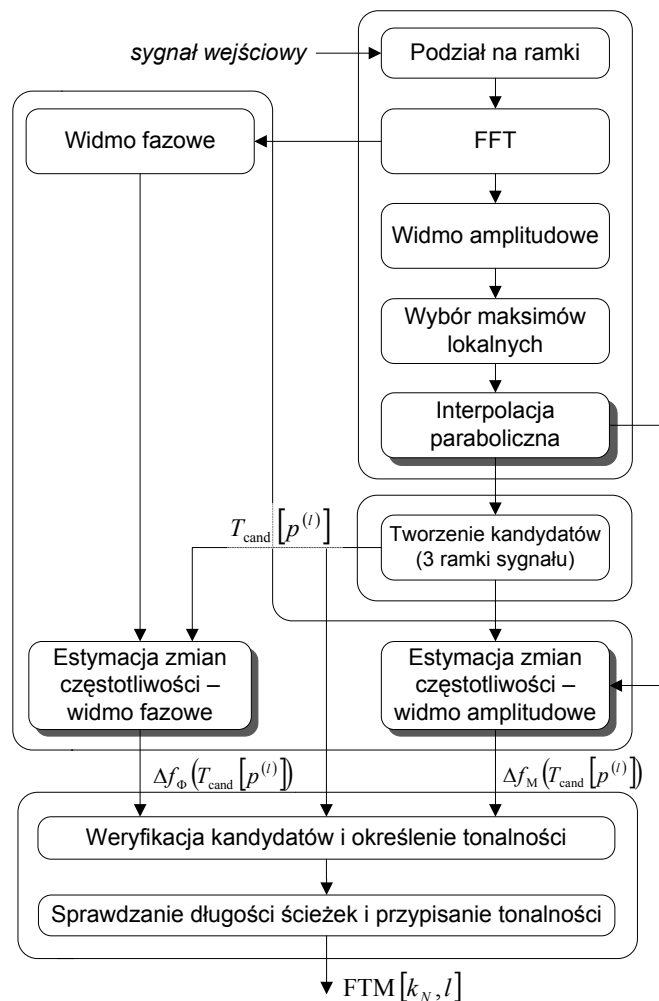 sygnał wejściowy
Podział na ramki
Widmo fazowe
FFT
Widmo amplitudowe
Wybór maksimów
lokalnych
Interpolacja
paraboliczna
T_cand [p^(l)]
Tworzenie kandydatów
(3 ramki sygnału)
Estymacja zmian
częstotliwości –
widmo fazowe
Estymacja zmian
częstotliwości –
widmo amplitudowe
Δf_Φ (T_cand [p^(l)])
Δf_M (T_cand [p^(l)])
Weryfikacja kandydatów i określenie tonalności
Sprawdzanie długości ścieżek i przypisanie tonalności
FTM [k_N, l]